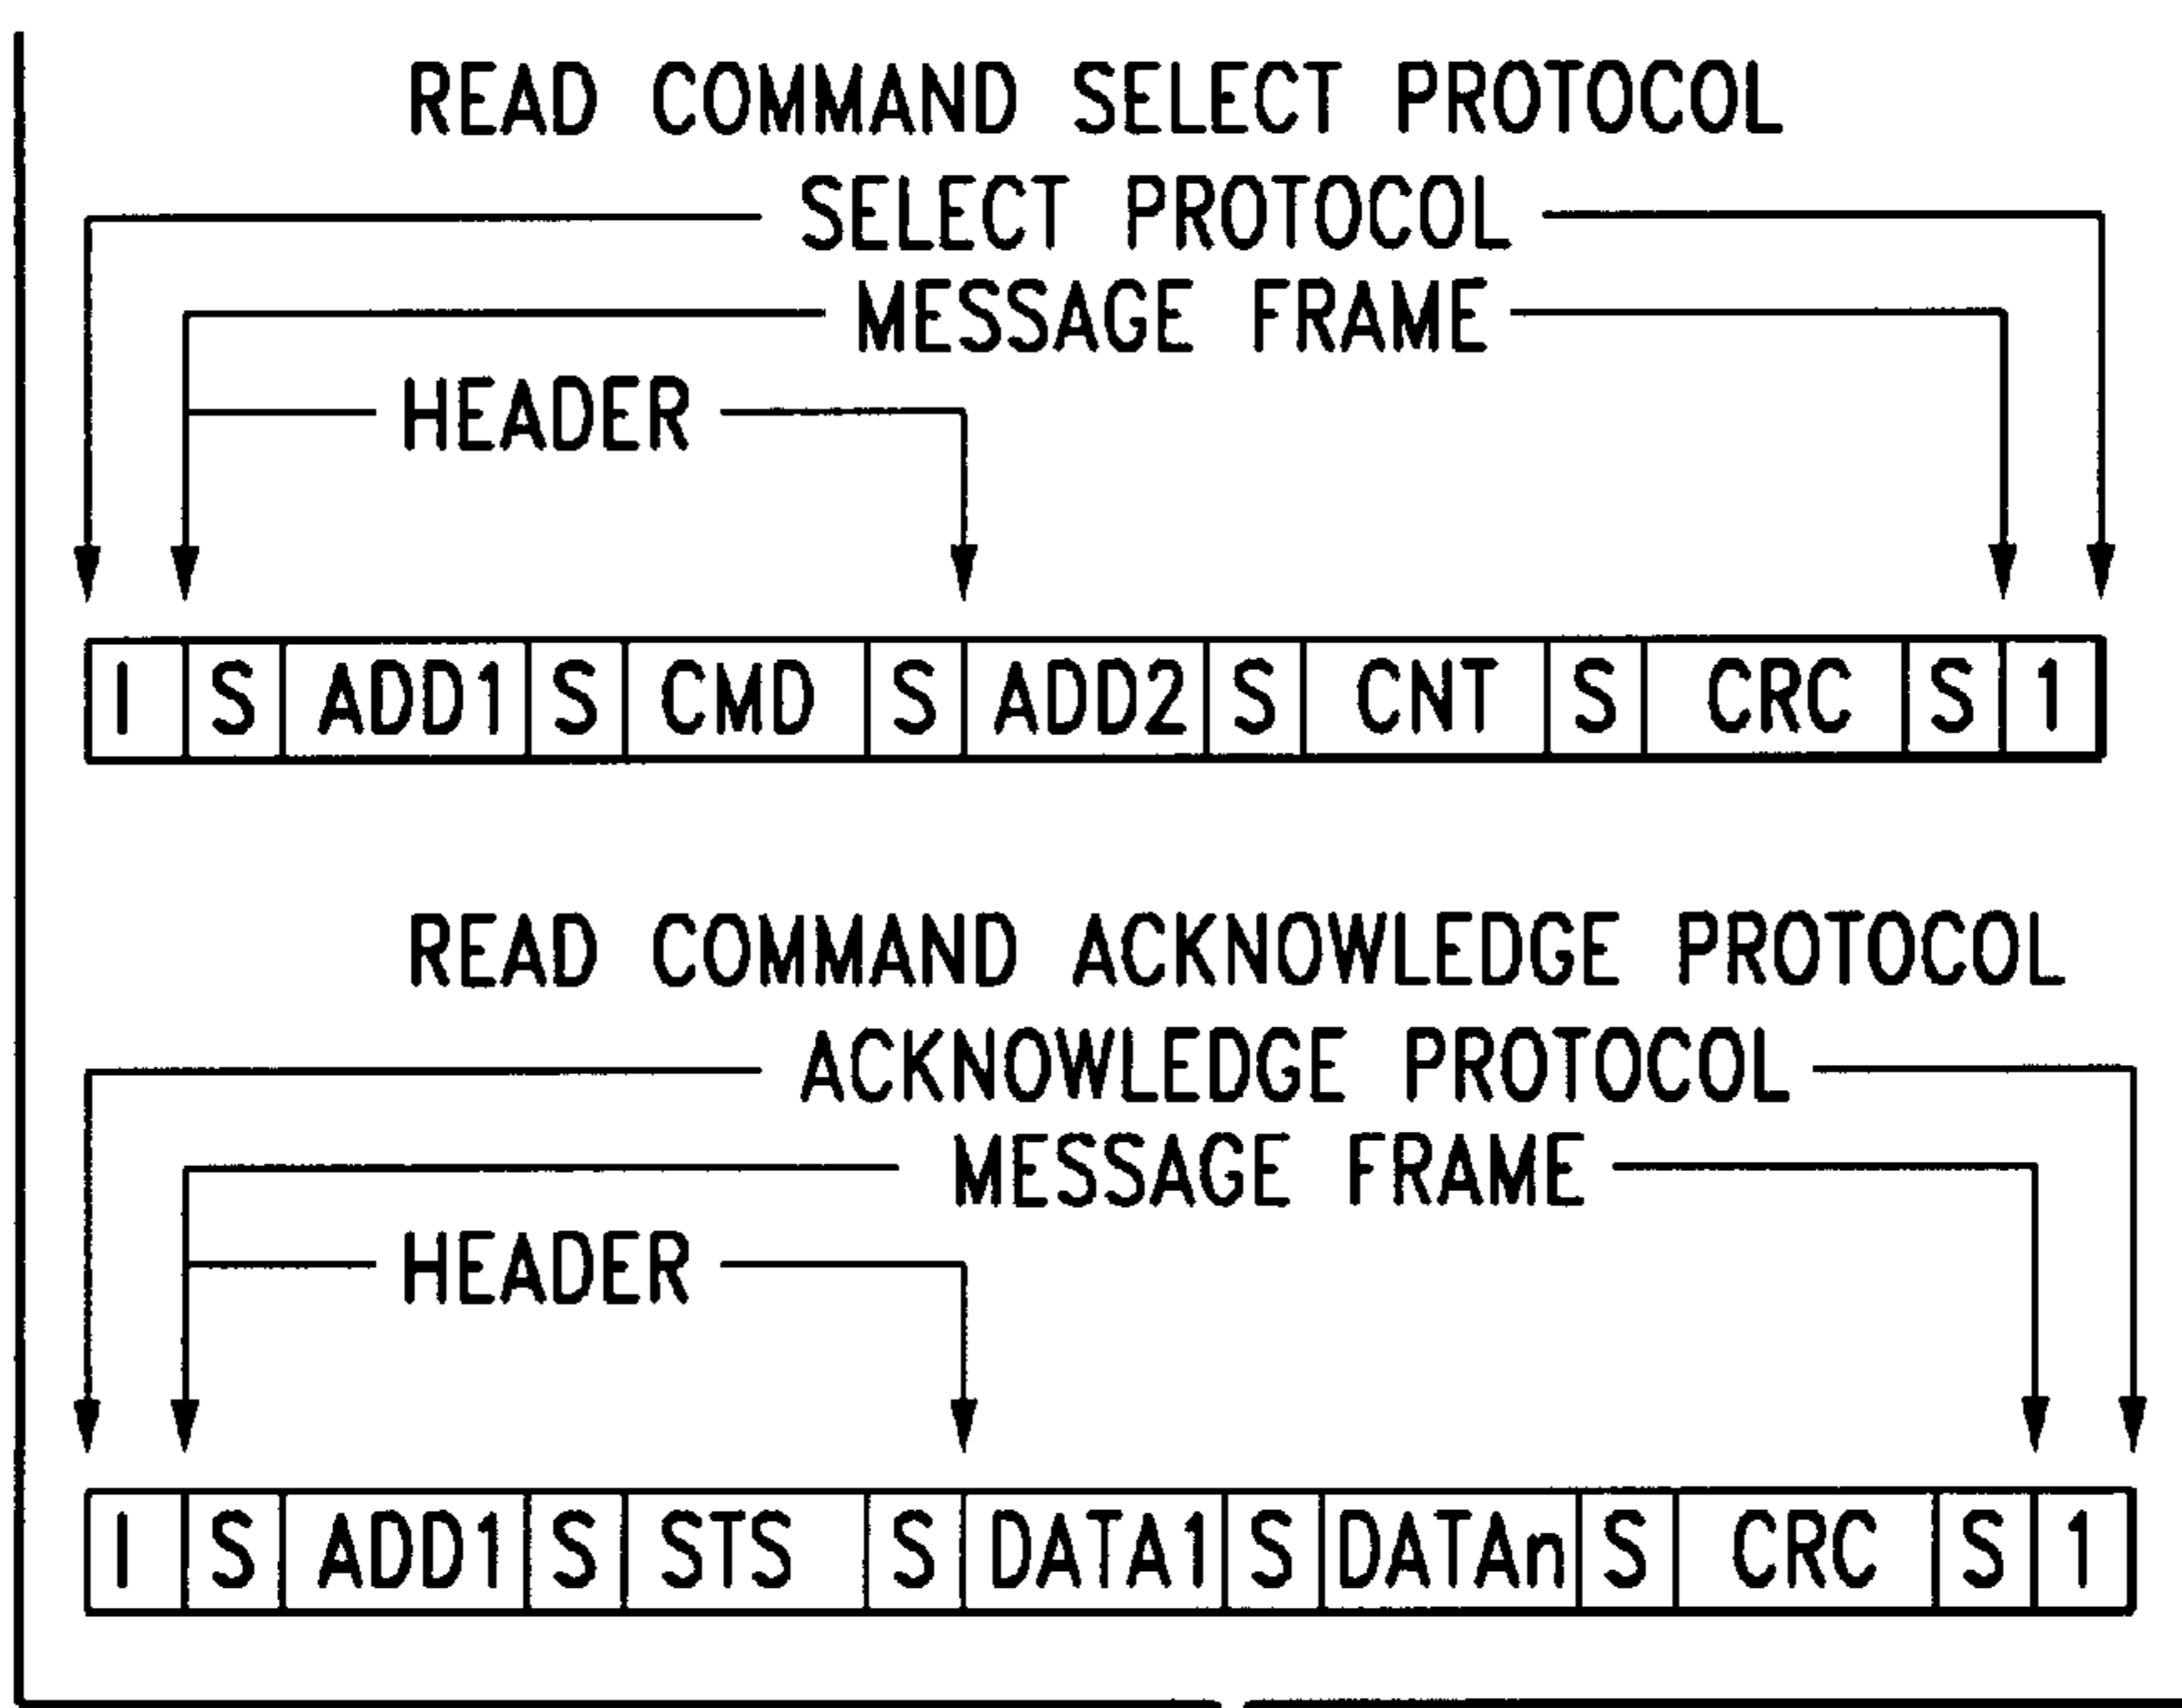 READ COMMAND SELECT PROTOCOL
SELECT PROTOCOL
MESSAGE FRAME
HEADER
I S ADD1 S CMD S ADD2 S CNT S CRC S 1
READ COMMAND ACKNOWLEDGE PROTOCOL
ACKNOWLEDGE PROTOCOL
MESSAGE FRAME
HEADER
I S ADD1 S STS S DATA1 S DATAn S CRC S 1